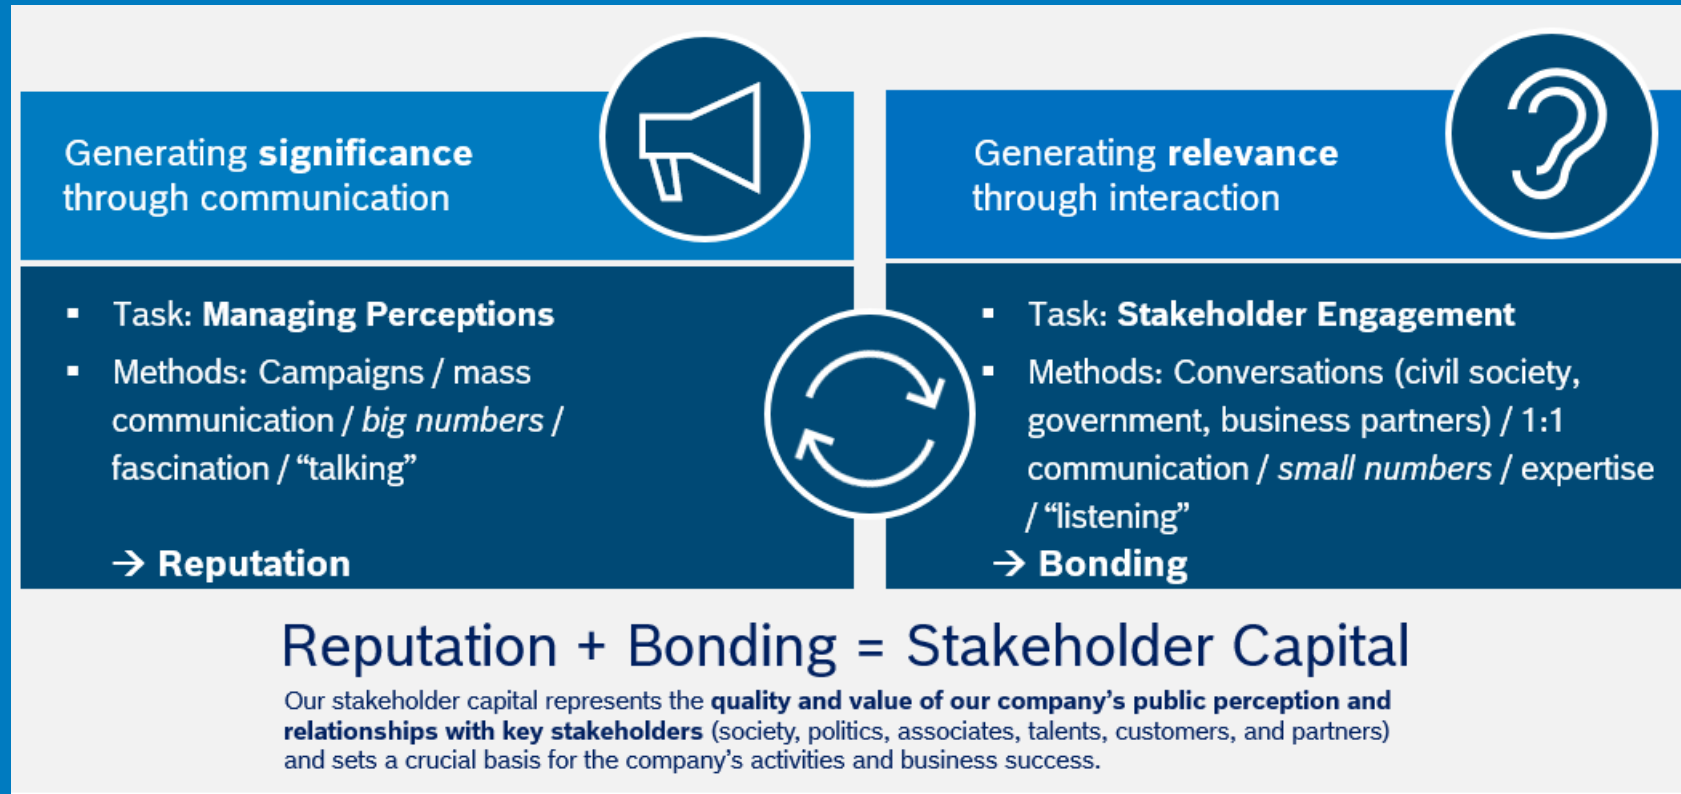 Generating significance
through communication
▪ Task: Managing Perceptions
▪ Methods: Campaigns / mass
communication / big numbers /
fascination / “talking”
→ Reputation
Generating relevance
through interaction
▪ Task: Stakeholder Engagement
▪ Methods: Conversations (civil society,
government, business partners) / 1:1
communication / small numbers / expertise
/ “listening”
→ Bonding
Reputation + Bonding = Stakeholder Capital
Our stakeholder capital represents the quality and value of our company’s public perception and
relationships with key stakeholders (society, politics, associates, talents, customers, and partners)
and sets a crucial basis for the company’s activities and business success.